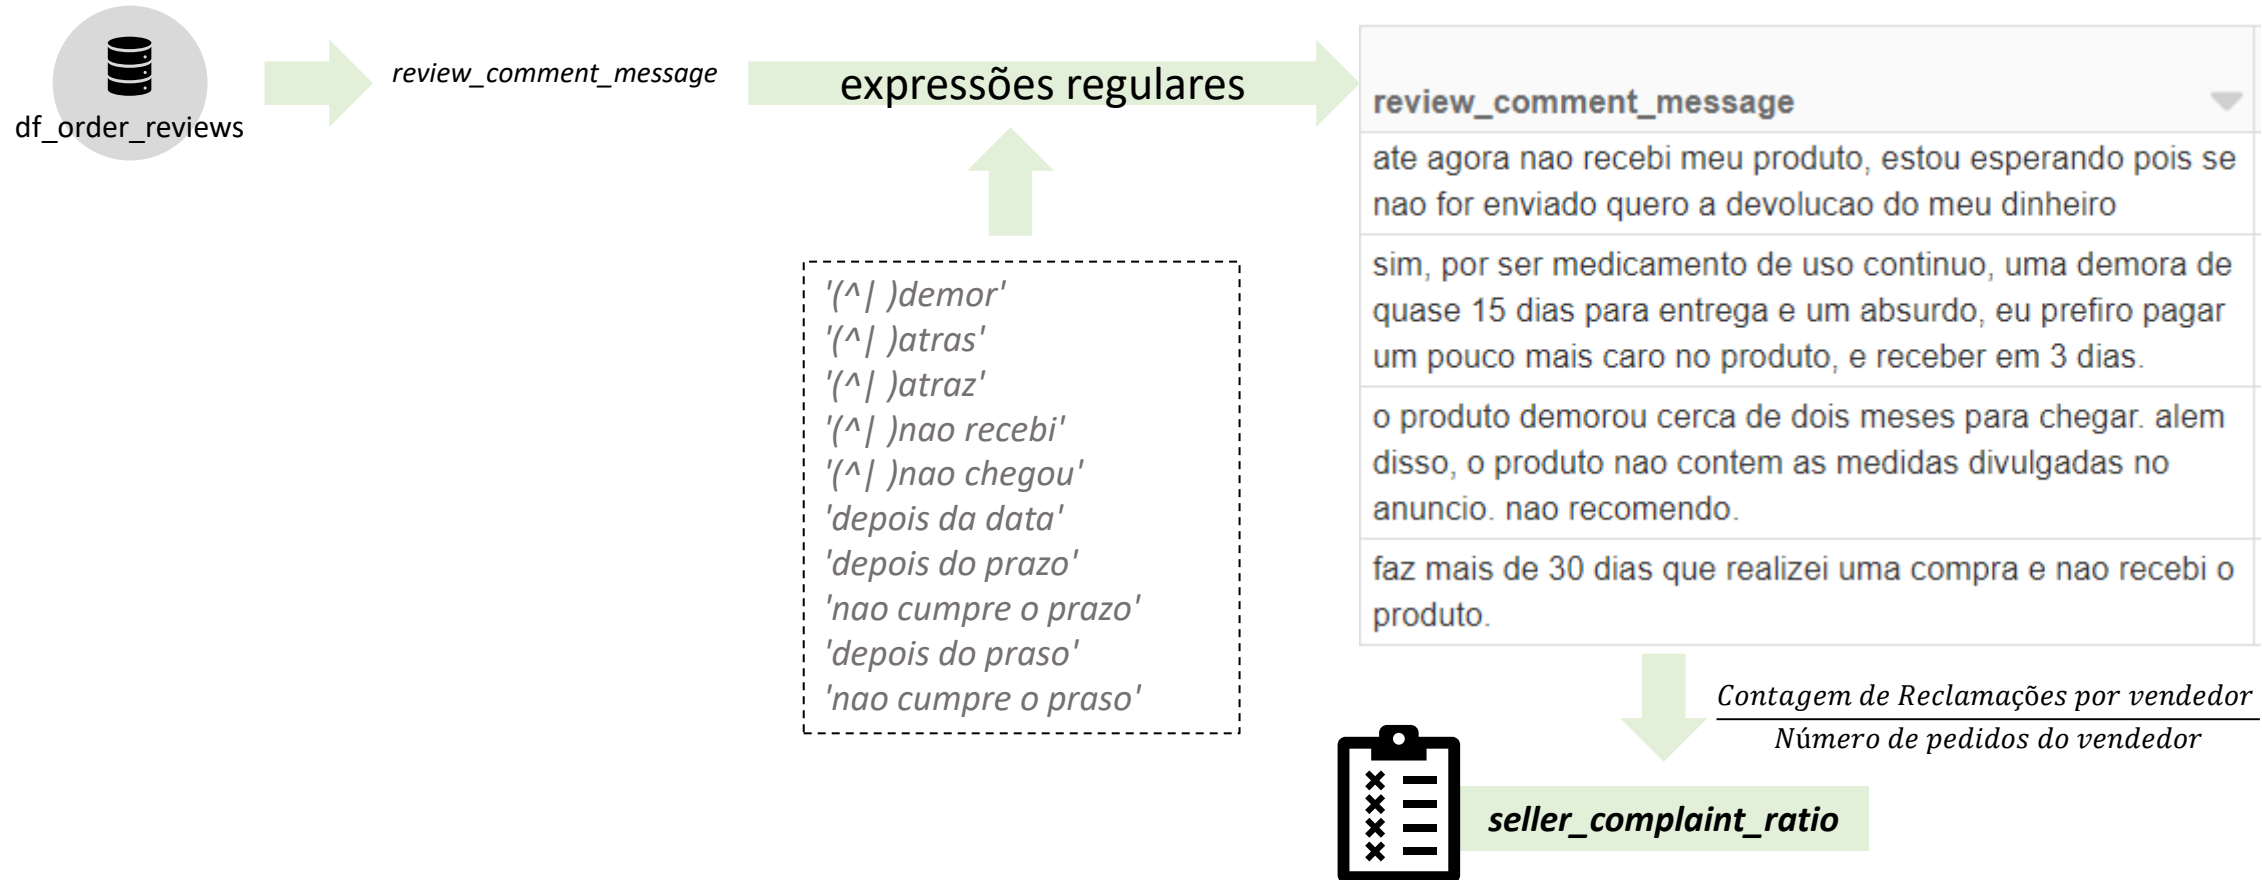 df_order_reviews
review_comment_message
expressões regulares
'(^| )demor'
'(^| )atras'
'(^| )atraz'
'(^| )nao recebi'
'(^| )nao chegou'
'depois da data'
'depois do prazo'
'nao cumpre o prazo'
'depois do praso'
'nao cumpre o praso'
review_comment_message
ate agora nao recebi meu produto, estou esperando pois se
nao for enviado quero a devolucao do meu dinheiro
sim, por ser medicamento de uso continuo, uma demora de
quase 15 dias para entrega e um absurdo, eu prefiro pagar
um pouco mais caro no produto, e receber em 3 dias.
o produto demorou cerca de dois meses para chegar. alem
disso, o produto nao contem as medidas divulgadas no
anuncio. nao recomendo.
faz mais de 30 dias que realizei uma compra e nao recebi o
produto.
Contagem de Reclamações por vendedor
Número de pedidos do vendedor
seller_complaint_ratio